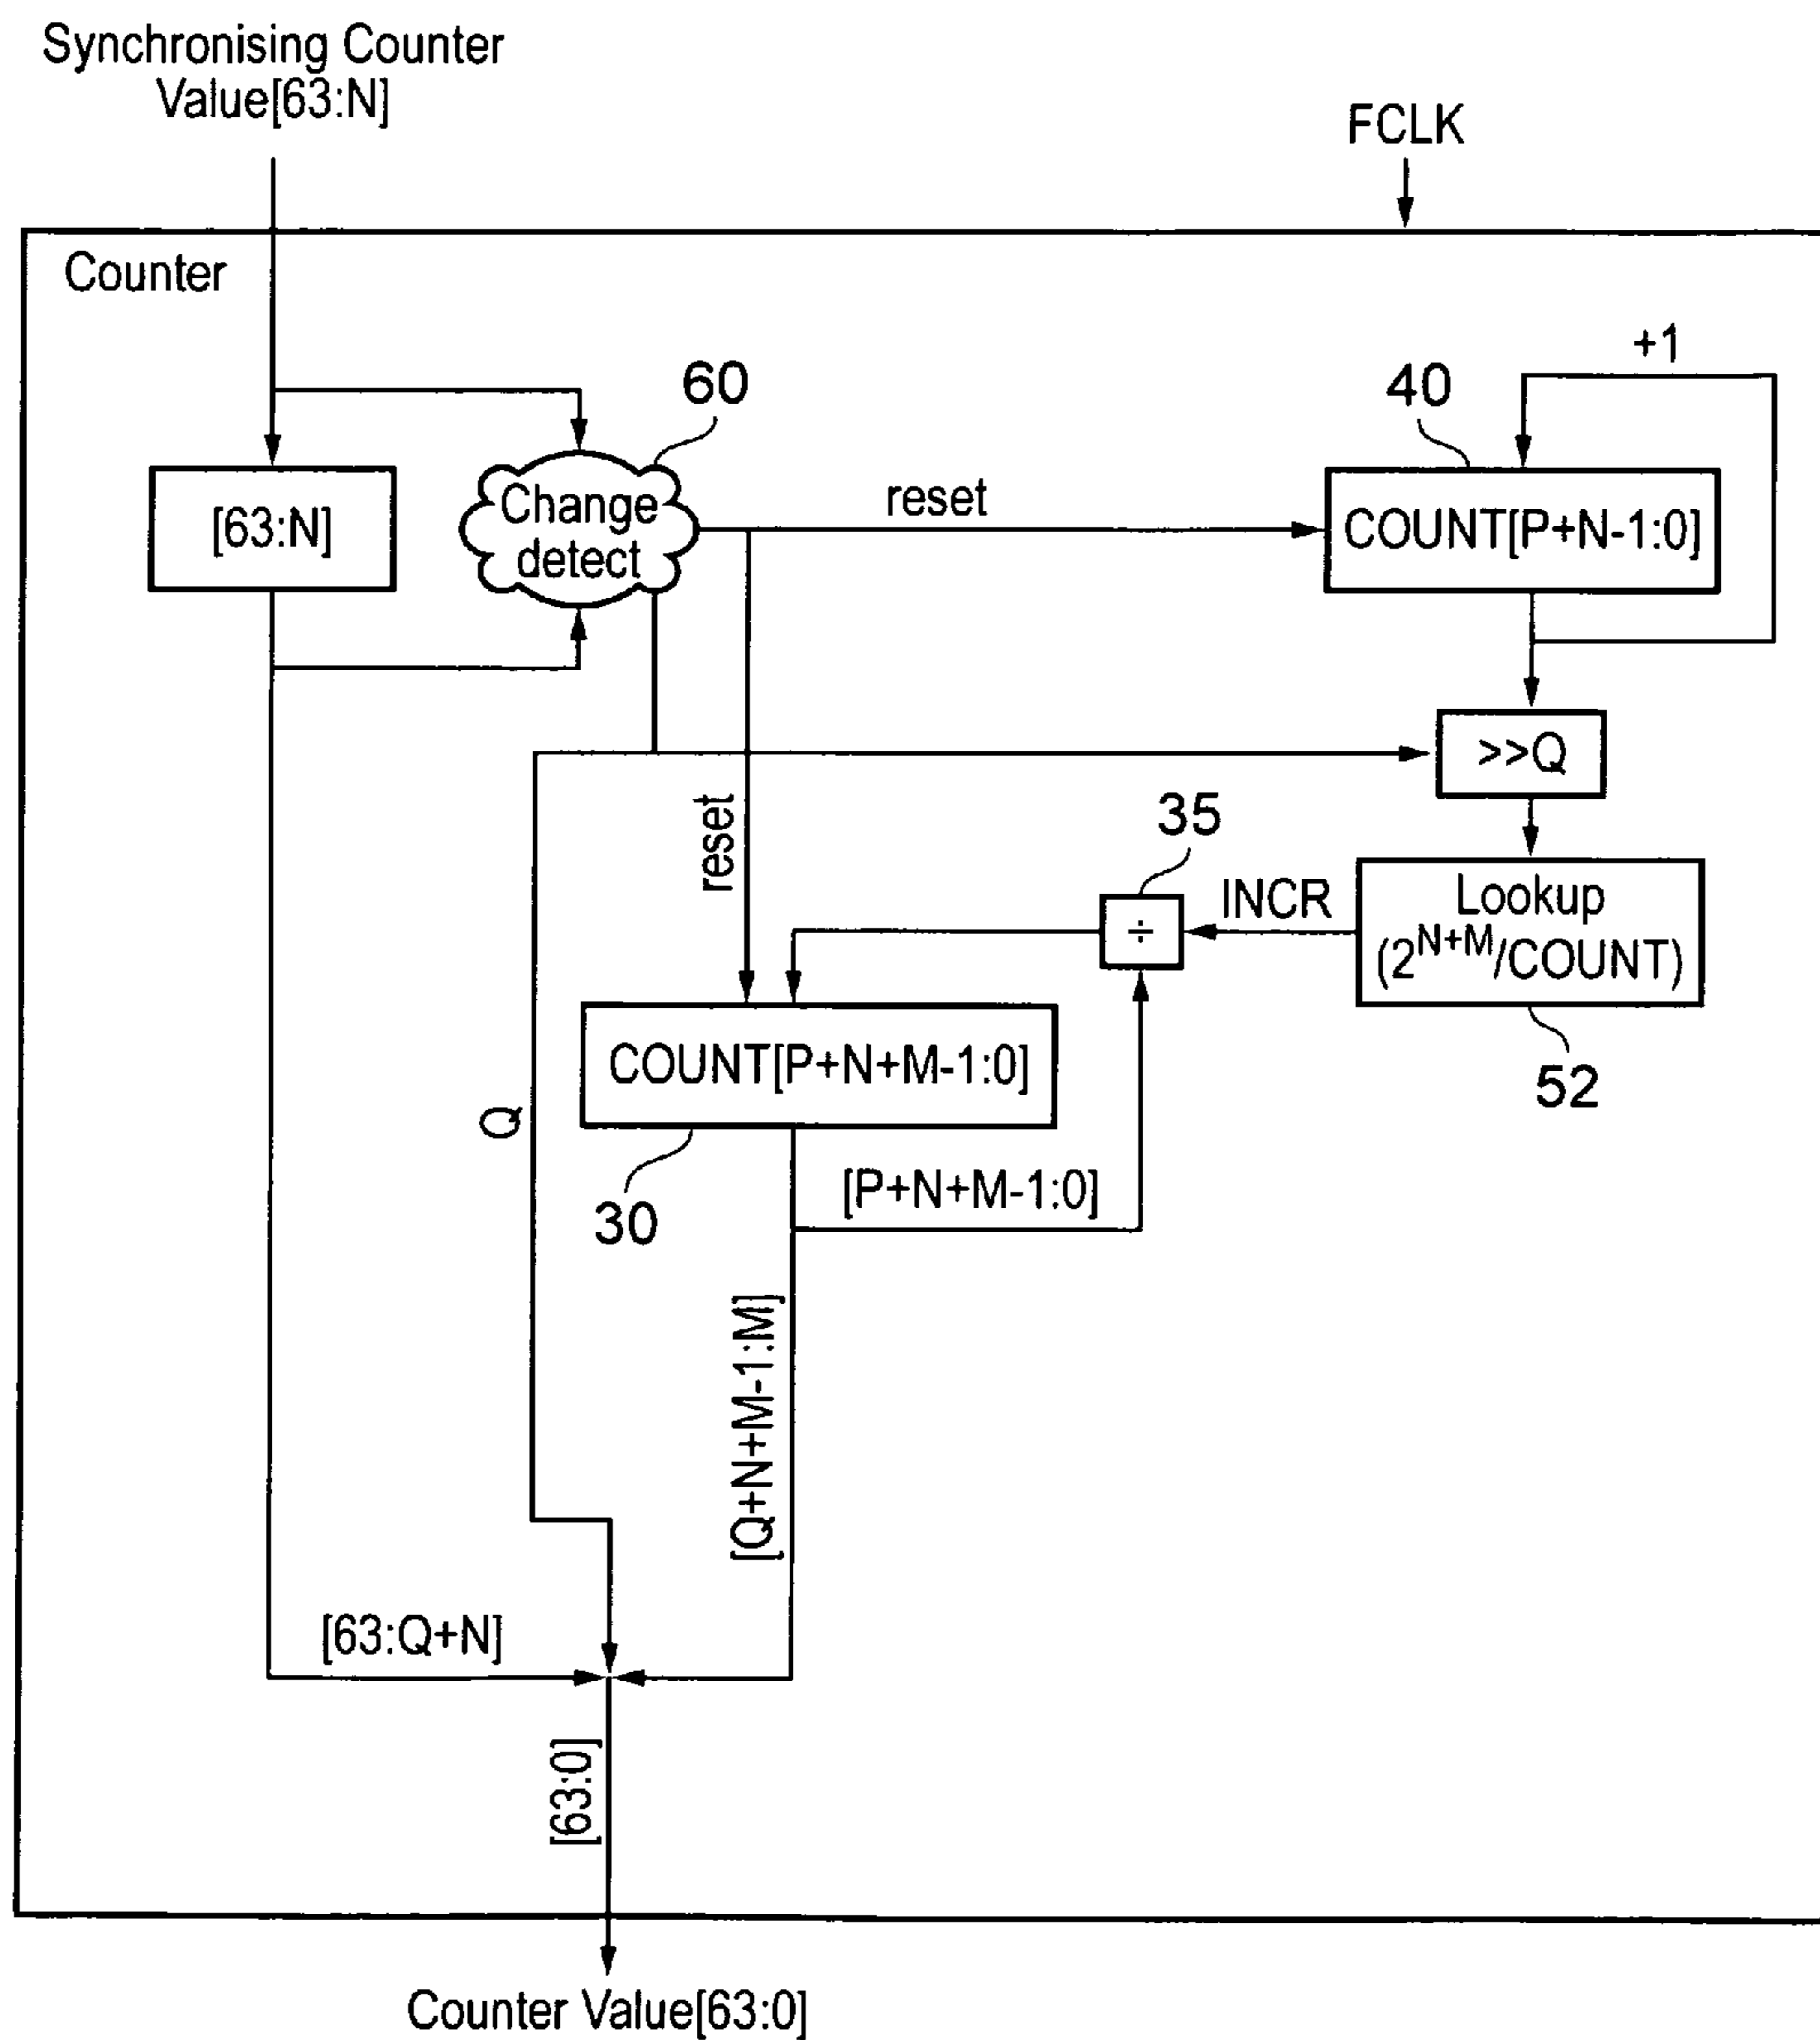 Synchronising Counter
Value[63:N]
FCLK
Counter
60
40
+1
[63:N]
Change
detect
reset
COUNT[P+N-1:0]
>>Q
reset
35
÷
INCR
Lookup
(2^{N+M}/COUNT)
52
COUNT[P+N+M-1:0]
30
Q
[P+N+M-1:0]
[Q+N+M-1:M]
[63:Q+N]
[63:0]
Counter Value[63:0]